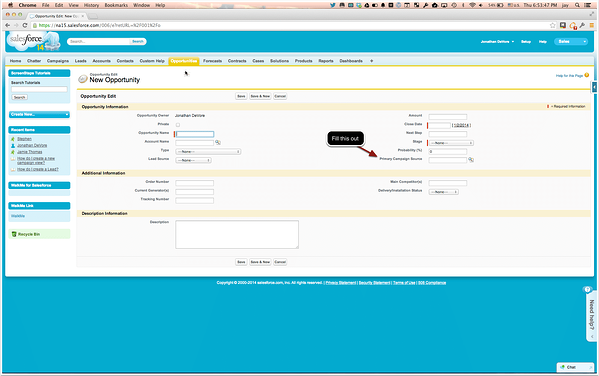 Chrome File Edit View History Bookmarks Window Help
Thu 6:53:47 PM jay
Opportunity Edit: New O
https://na15.salesforce.com/006/e?retURL=%2F001%2Fo
salesforce
14
Search...
Search
Jonathan DeVore
Setup
Help
Sales
Home Chatter Campaigns Leads Accounts Contacts Custom Help Opportunities Forecasts Contracts Cases Solutions Products Reports Dashboards +
ScreenSteps Tutorials
Search Tutorials
Search
Create New...
Recent Items
Stephen
Jonathan DeVore
Jamie Thomas
How do I create a new campaign view?
How do I create a Lead?
WalkMe for Salesforce
WalkMe Link
WalkMe
Recycle Bin
Opportunity Edit
New Opportunity
Help for this Page
Opportunity Edit
Save
Save & New
Cancel
Opportunity Information
= Required Information
Opportunity Owner Jonathan DeVore
Amount
Private
Close Date [ 1/2/2014 ]
Opportunity Name
Next Step
Account Name
Stage --None--
Type --None--
Probability (%) 0
Lead Source --None--
Primary Campaign Source
Fill this out
Additional Information
Order Number
Main Competitor(s)
Current Generator(s)
Delivery/Installation Status --None--
Tracking Number
Description Information
Description
Save
Save & New
Cancel
Copyright © 2000-2014 salesforce.com, inc. All rights reserved. | Privacy Statement | Security Statement | Terms of Use | 508 Compliance
Need help?
Chat